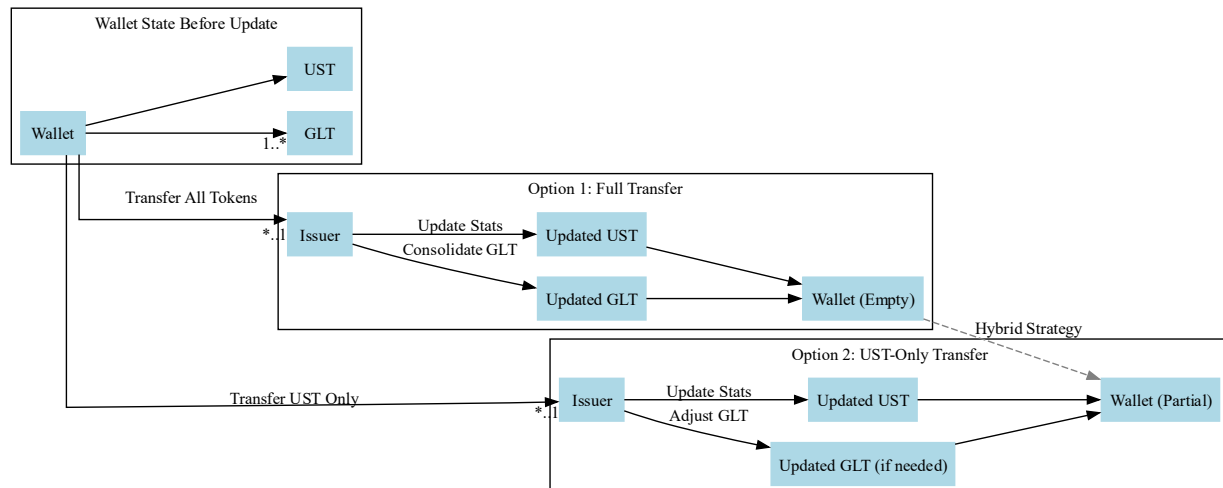 Wallet State Before Update
UST
Wallet
GLT
1..*
Transfer All Tokens
*..1
Option 1: Full Transfer
Issuer
Update Stats
Consolidate GLT
Updated UST
Updated GLT
Wallet (Empty)
Hybrid Strategy
Transfer UST Only
*..1
Option 2: UST-Only Transfer
Issuer
Update Stats
Adjust GLT
Updated UST
Updated GLT (if needed)
Wallet (Partial)